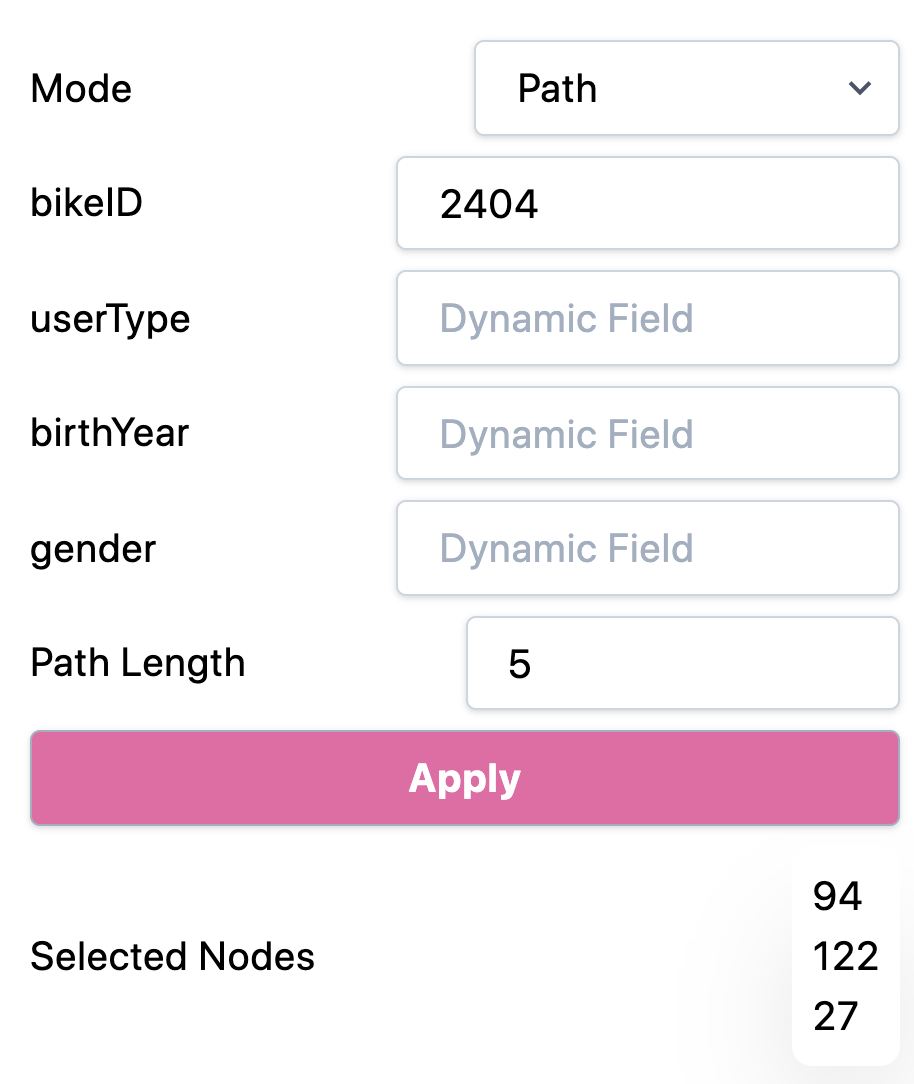 Mode Path
bikeID 2404
userType Dynamic Field
birthYear Dynamic Field
gender Dynamic Field
Path Length 5
Apply
94
Selected Nodes 122
27